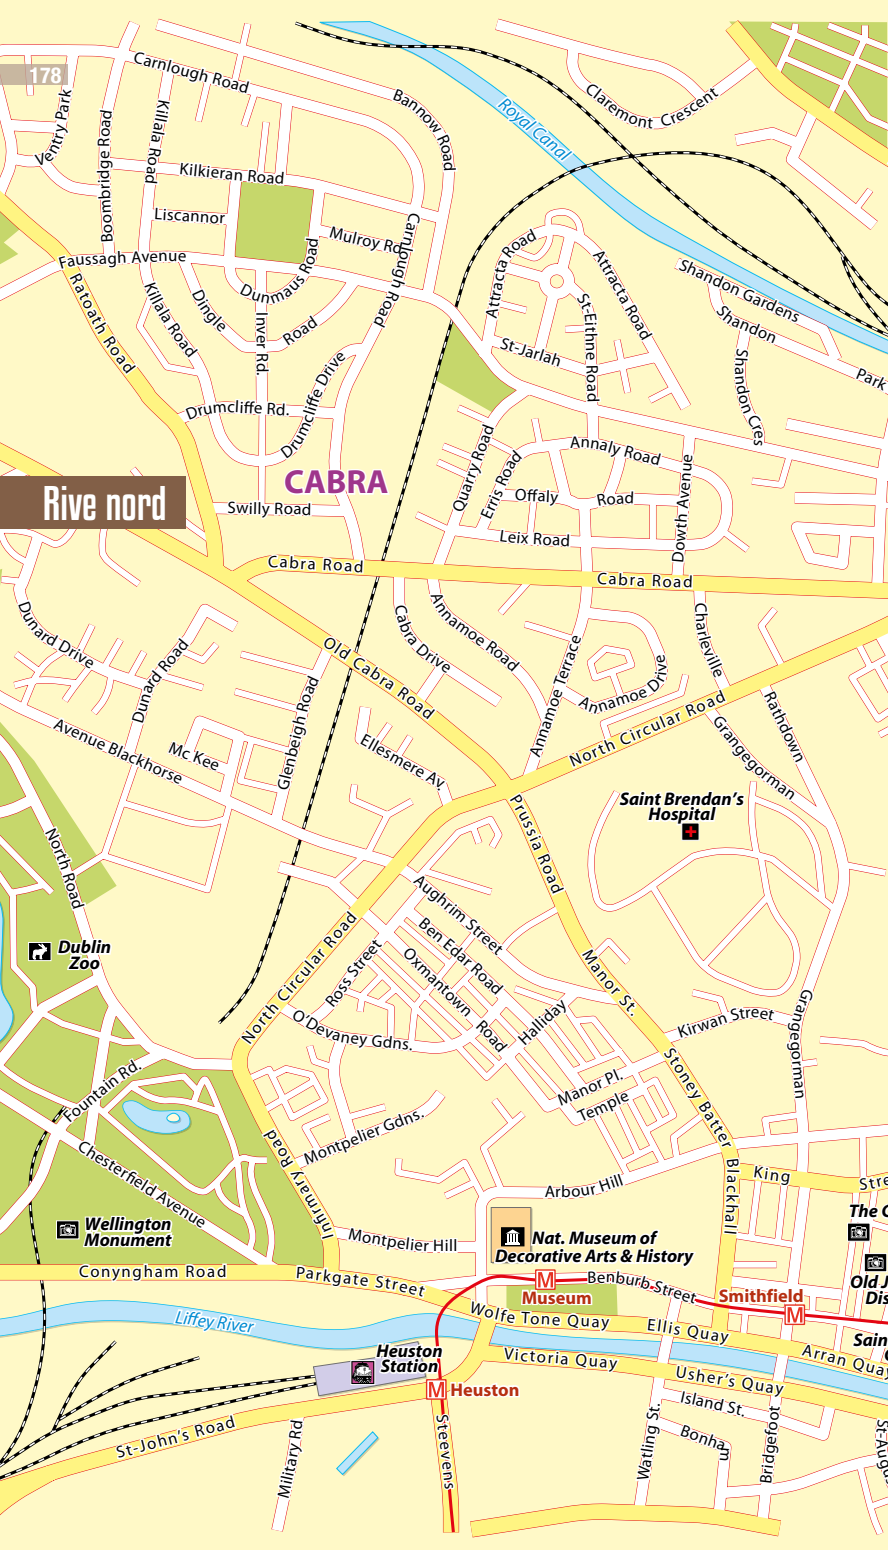 178
Carnlough Road
Bannow Road
Royal Canal
Claremont Crescent
Ventry Park
Boombridge Road
Killala Road
Kilkieran Road
Liscannor
Mulroy Rd.
Carnlough Road
Faussagh Avenue
Dunmaus Road
Ratoath Road
Killala Road
Dingle
Road
Inver Rd.
Attracta Road
Attracta Road
St-Eithne Road
St-Jarlah
Shandon Gardens
Shandon
Park
Shandon Cres
Drumcliffe Rd.
Drumcliffe Drive
CABRA
Rive nord
Swilly Road
Quarry Road
Erris Road
Annaly Road
Offaly
Road
Leix Road
Dowth Avenue
Cabra Road
Cabra Road
Dunard Drive
Dunard Road
Old Cabra Road
Cabra Drive
Annamoe Road
Annamoe Terrace
Annamoe Drive
Charleville
North Circular Road
Rathdown
Grangegorman
Avenue Blackhorse
Mc Kee
Glenbeigh Road
Ellesmere Av.
Prussia Road
Saint Brendan's
Hospital
North Road
Dublin
Zoo
Aughrim Street
Ben Edar Road
Oxmantown Road
Ross Street
North Circular Road
O'Devaney Gdns.
Halliday
Manor St.
Kirwan Street
Grangegorman
Manor Pl.
Temple
Stoney Batter
Fountain Rd.
Chesterfield Avenue
Infirmary Road
Montpelier Gdns.
Arbour Hill
Blackhall
King
Stre
Wellington
Monument
Montpelier Hill
Nat. Museum of
Decorative Arts & History
The
Old J
Dis
Conyngham Road
Parkgate Street
M
Museum
Benburb Street
Smithfield
M
Liffey River
Wolfe Tone Quay
Ellis Quay
Arran Quay
Sain
Heuston
Station
Victoria Quay
Usher's Quay
M Heuston
Island St.
St-John's Road
Steevens
Military Rd
Watling St.
Bonham
Bridgefoot
St-Augus